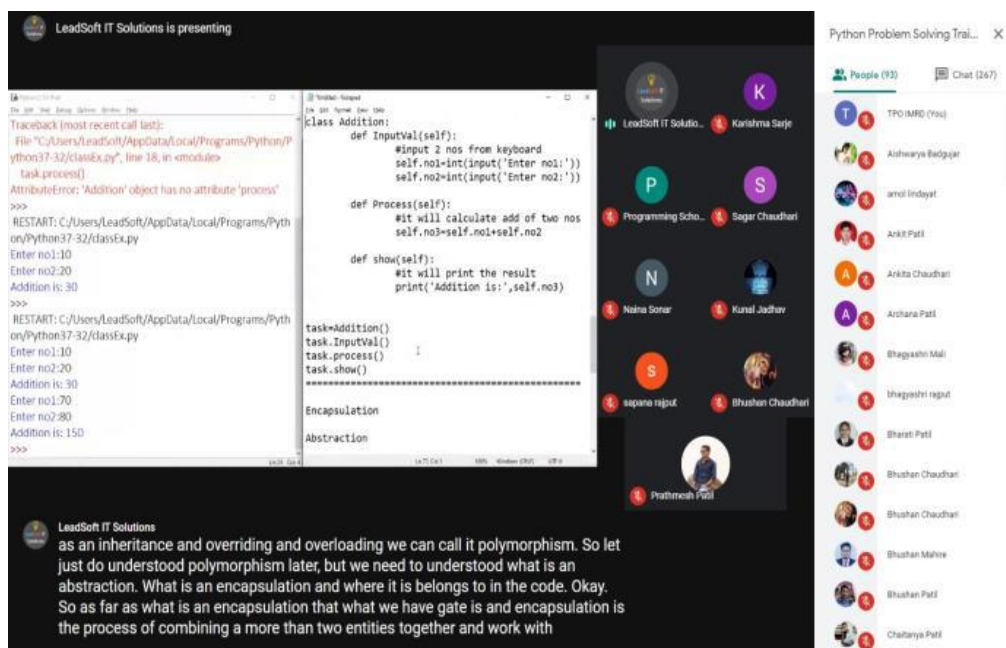 LeadSoft IT Solutions is presenting
Traceback (most recent call last):
File "C:/Users/LeadSoft/AppData/Local/Programs/Python/P
ython37-32/classEx.py", line 18, in <module>
task.process()
AttributeError: 'Addition' object has no attribute 'process'
>>>
RESTART: C:/Users/LeadSoft/AppData/Local/Programs/Pyth
on/Python37-32/classEx.py
Enter no1:10
Enter no2:20
Addition is: 30
>>>
RESTART: C:/Users/LeadSoft/AppData/Local/Programs/Pyth
on/Python37-32/classEx.py
Enter no1:10
Enter no2:20
Addition is: 30
Enter no1:70
Enter no2:80
Addition is: 150
>>>
Untitled - Notepad
File Edit Format View Help
class Addition:
def InputVal(self):
#input 2 nos from keyboard
self.no1=int(input('Enter no1:'))
self.no2=int(input('Enter no2:'))
def Process(self):
#it will calculate add of two nos
self.no3=self.no1+self.no2
def show(self):
#it will print the result
print('Addition is:',self.no3)
task=Addition()
task.InputVal()
task.process()
task.show()
Encapsulation
Abstraction
LeadSoft IT Solutio...
K
Karishma Sarje
P
Programming Scho...
S
Sagar Chaudhari
N
Naina Sonar
Kunal Jadhav
S
sapana rajput
Bhushan Chaudhari
Prathmesh Patil
LeadSoft IT Solutions
as an inheritance and overriding and overloading we can call it polymorphism. So let
just do understood polymorphism later, but we need to understood what is an
abstraction. What is an encapsulation and where it is belongs to in the code. Okay.
So as far as what is an encapsulation that what we have gate is and encapsulation is
the process of combining a more than two entities together and work with
Python Problem Solving Trai...
People (93)
Chat (267)
T
TPO IMRD (You)
Aishwarya Badgujar
amol lindayat
Ankit Patil
A
Ankita Chaudhari
A
Archana Patil
Bhagyashri Mali
bhagyashri rajput
Bharati Patil
Bhushan Chaudhari
Bhushan Chaudhari
Bhushan Mahire
Bhushan Patil
Chaitanya Patil